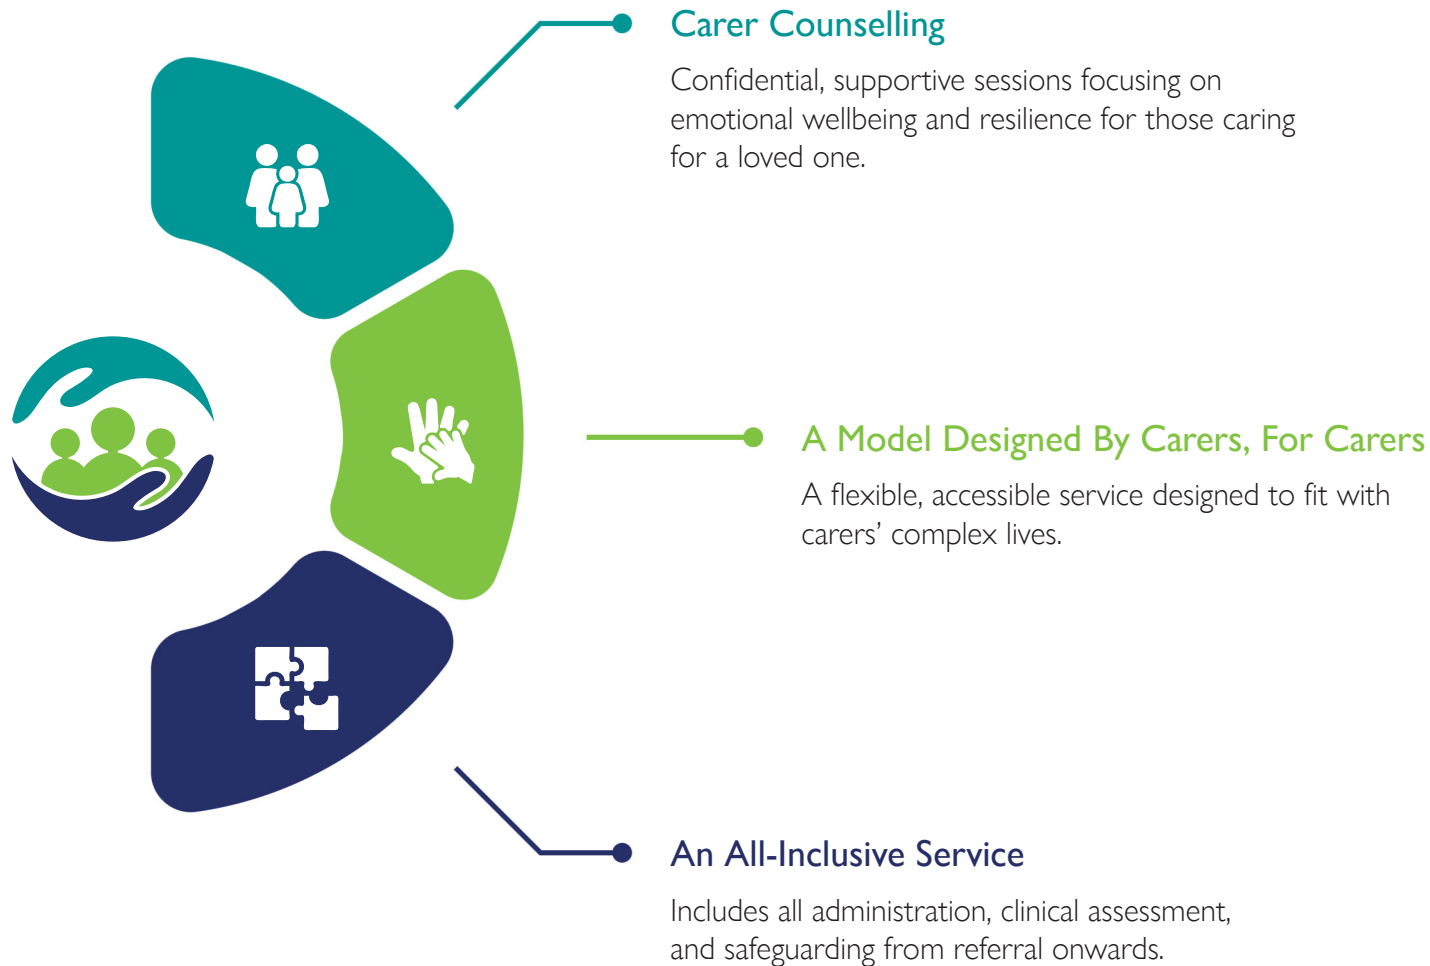 Carer Counselling
Confidential, supportive sessions focusing on
emotional wellbeing and resilience for those caring
for a loved one.
A Model Designed By Carers, For Carers
A flexible, accessible service designed to fit with
carers’ complex lives.
An All-Inclusive Service
Includes all administration, clinical assessment,
and safeguarding from referral onwards.